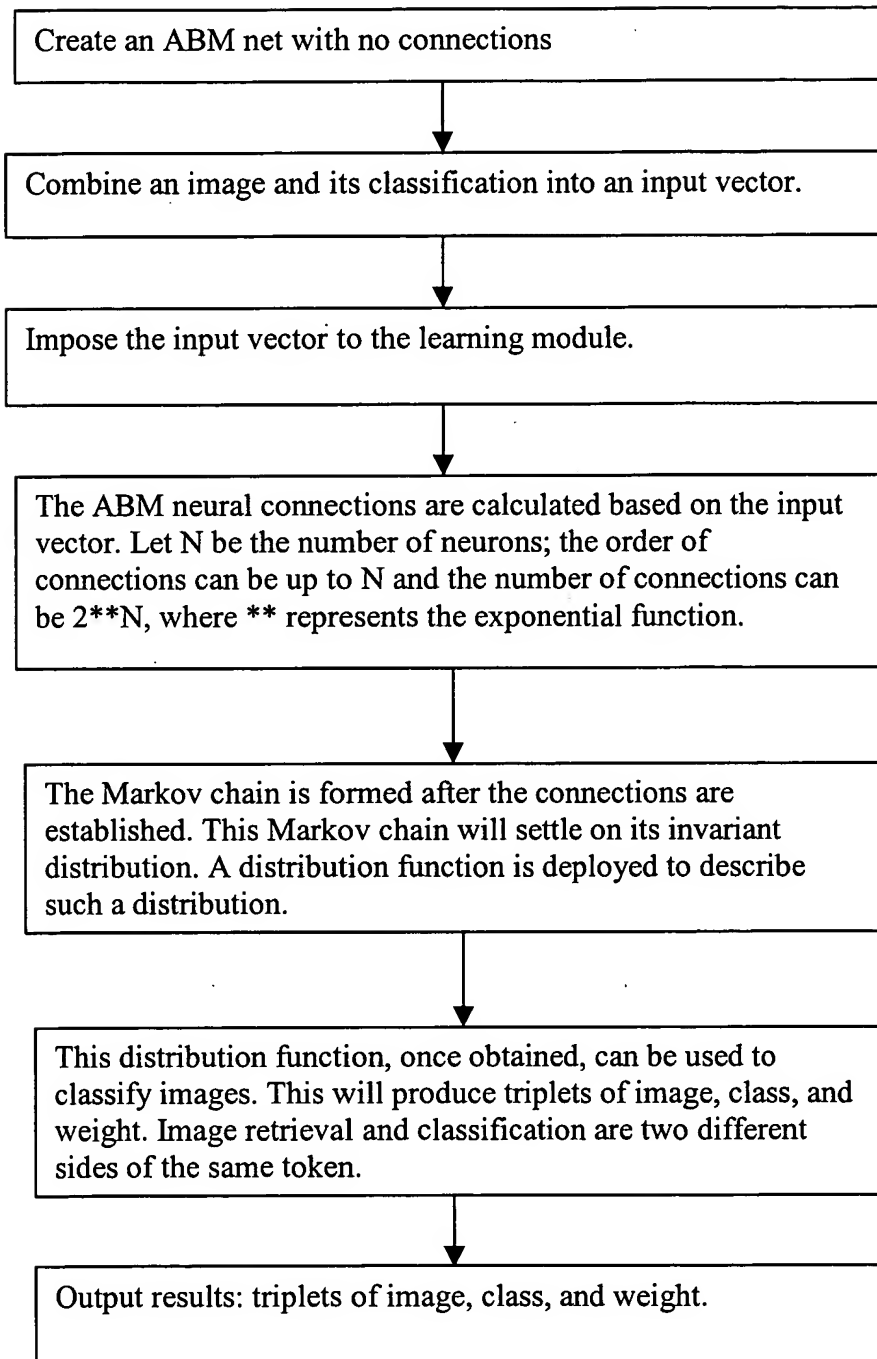 Create an ABM net with no connections
Combine an image and its classification into an input vector.
Impose the input vector to the learning module.
The ABM neural connections are calculated based on the input
vector. Let N be the number of neurons; the order of
connections can be up to N and the number of connections can
be 2**N, where ** represents the exponential function.
The Markov chain is formed after the connections are
established. This Markov chain will settle on its invariant
distribution. A distribution function is deployed to describe
such a distribution.
This distribution function, once obtained, can be used to
classify images. This will produce triplets of image, class, and
weight. Image retrieval and classification are two different
sides of the same token.
Output results: triplets of image, class, and weight.